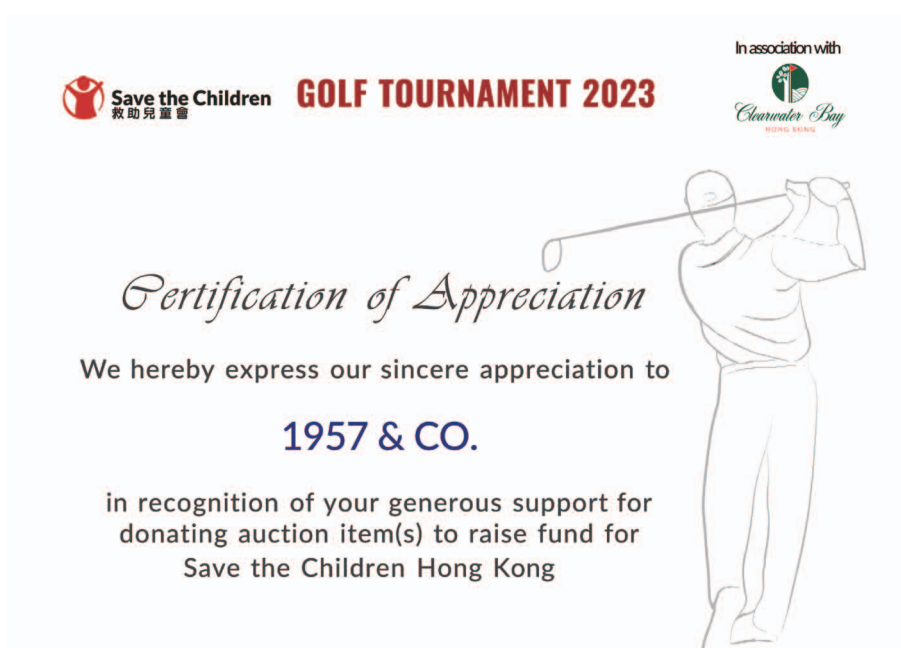 In association with
Save the Children
救助兒童會
GOLF TOURNAMENT 2023
Clearwater Bay
HONG KONG
Certification of Appreciation
We hereby express our sincere appreciation to
1957 & CO.
in recognition of your generous support for
donating auction item(s) to raise fund for
Save the Children Hong Kong